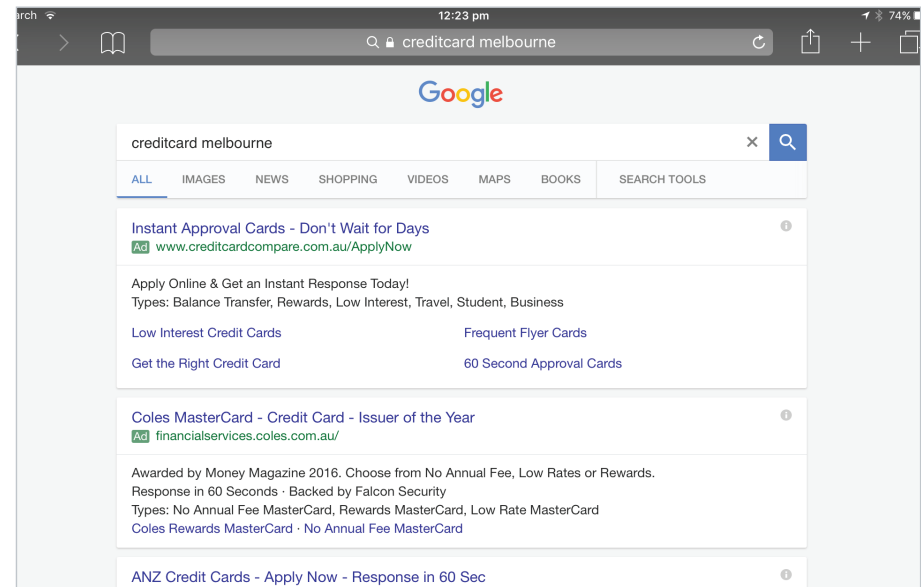 arch 12:23 pm 74%
creditcard melbourne
Google
creditcard melbourne
ALL IMAGES NEWS SHOPPING VIDEOS MAPS BOOKS SEARCH TOOLS
Instant Approval Cards - Don't Wait for Days
Ad www.creditcardcompare.com.au/ApplyNow
Apply Online & Get an Instant Response Today!
Types: Balance Transfer, Rewards, Low Interest, Travel, Student, Business
Low Interest Credit Cards Frequent Flyer Cards
Get the Right Credit Card 60 Second Approval Cards
Coles MasterCard - Credit Card - Issuer of the Year
Ad financialservices.coles.com.au/
Awarded by Money Magazine 2016. Choose from No Annual Fee, Low Rates or Rewards.
Response in 60 Seconds · Backed by Falcon Security
Types: No Annual Fee MasterCard, Rewards MasterCard, Low Rate MasterCard
Coles Rewards MasterCard · No Annual Fee MasterCard
ANZ Credit Cards - Apply Now - Response in 60 Sec